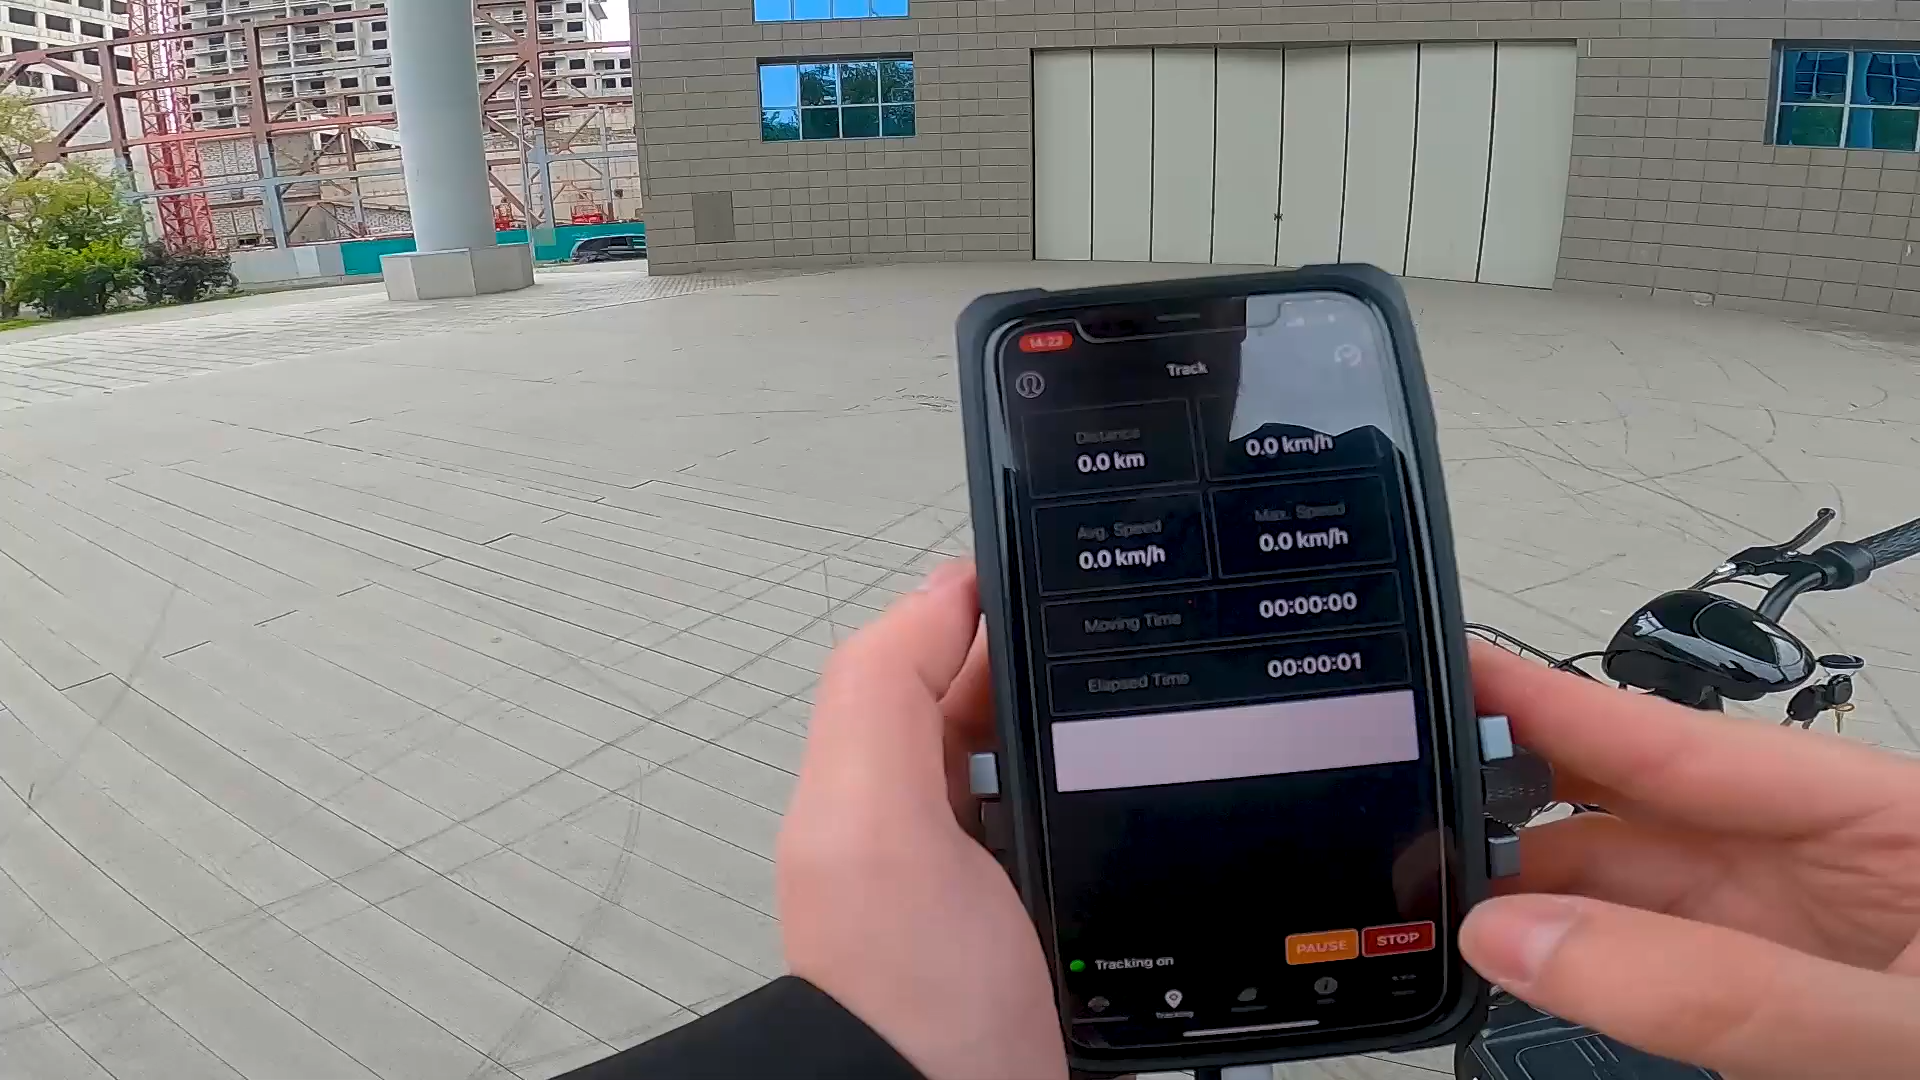 14:22
Track
Distance
0.0 km
0.0 km/h
Avg. Speed
0.0 km/h
Max. Speed
0.0 km/h
Moving Time
00:00:00
Elapsed Time
00:00:01
Tracking on
PAUSE
STOP
Tracking